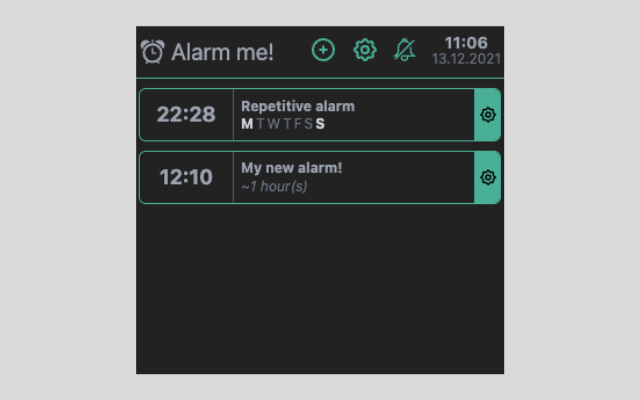 Alarm me!
11:06
13.12.2021
22:28
Repetitive alarm
M T W T F S S
12:10
My new alarm!
~1 hour(s)